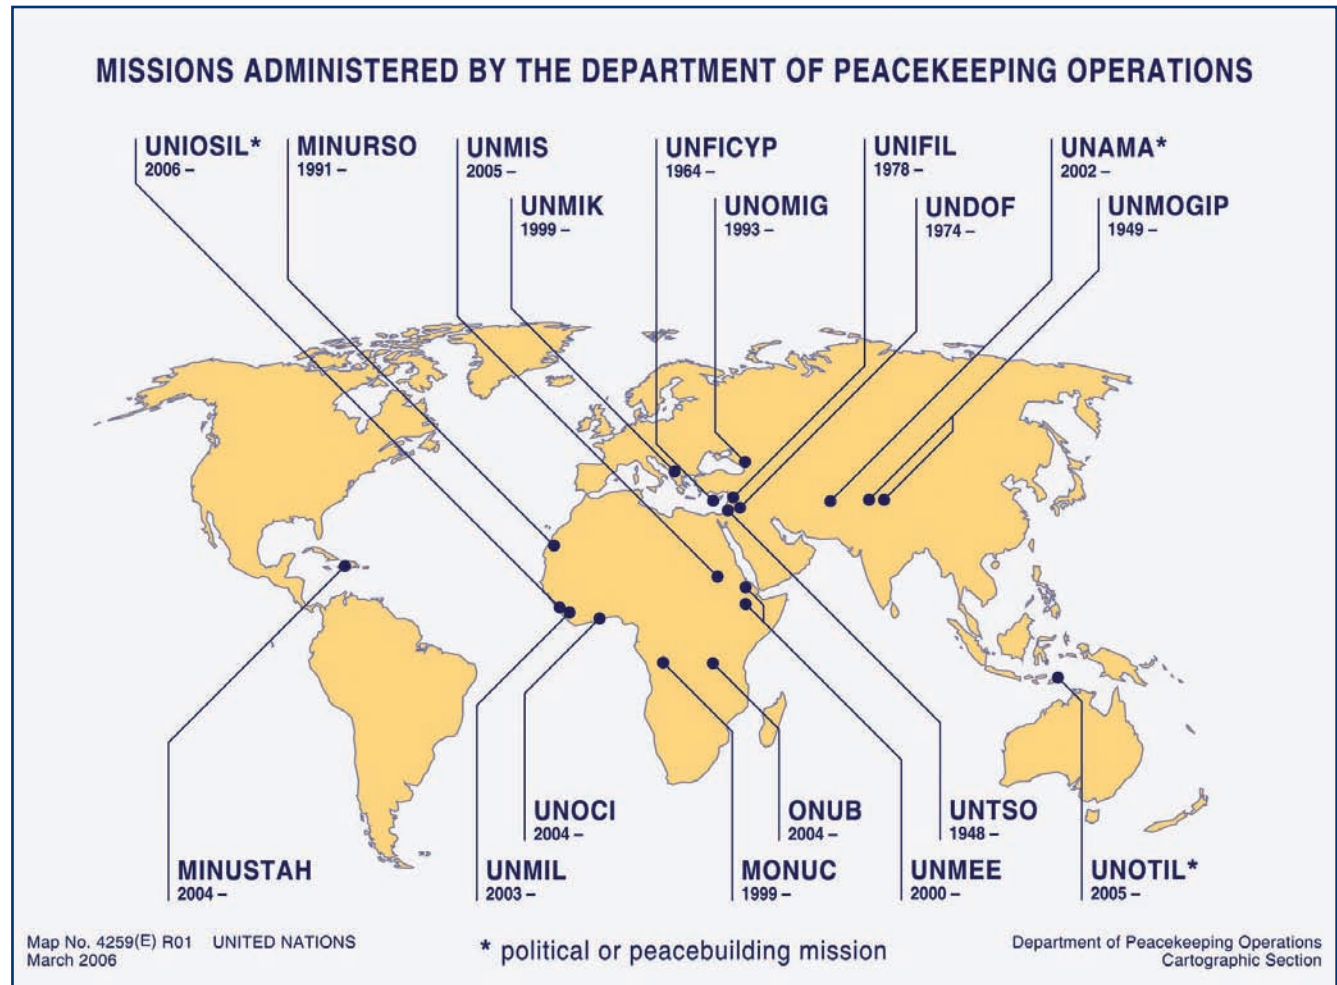 MISSIONS ADMINISTERED BY THE DEPARTMENT OF PEACEKEEPING OPERATIONS
UNIOSIL*
2006 –
MINURSO
1991 –
UNMIS
2005 –
UNFICYP
1964 –
UNIFIL
1978 –
UNAMA*
2002 –
UNMIK
1999 –
UNOMIG
1993 –
UNDOF
1974 –
UNMOGIP
1949 –
UNOCI
2004 –
ONUB
2004 –
UNTSO
1948 –
MINUSTAH
2004 –
UNMIL
2003 –
MONUC
1999 –
UNMEE
2000 –
UNOTIL*
2005 –
Map No. 4259(E) R01 UNITED NATIONS
March 2006
* political or peacebuilding mission
Department of Peacekeeping Operations
Cartographic Section